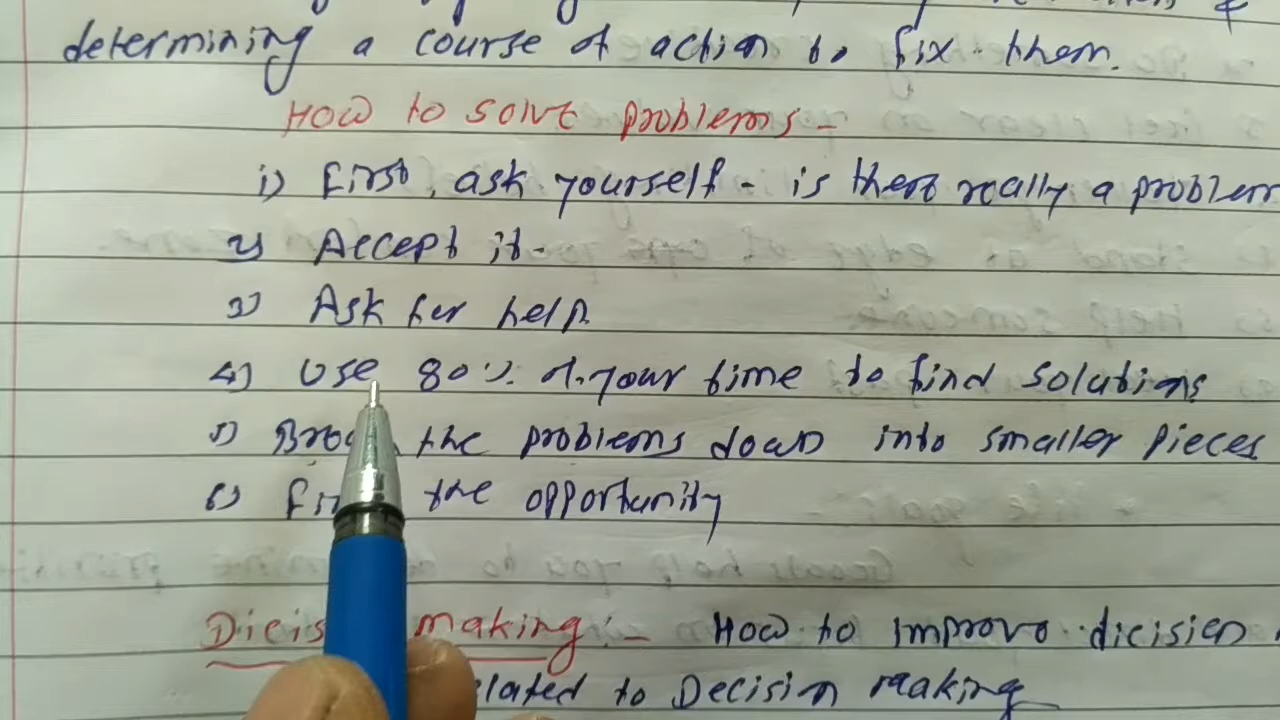 determining a course of action to fix them.
How to solve problems -
1) First, ask yourself - is there really a problem
2) Accept it -
3) Ask for help.
4) Use 80% of your time to find solutions
5) the problems down into smaller pieces
6) the opportunity
making :- How to improve dicision
to Decision making